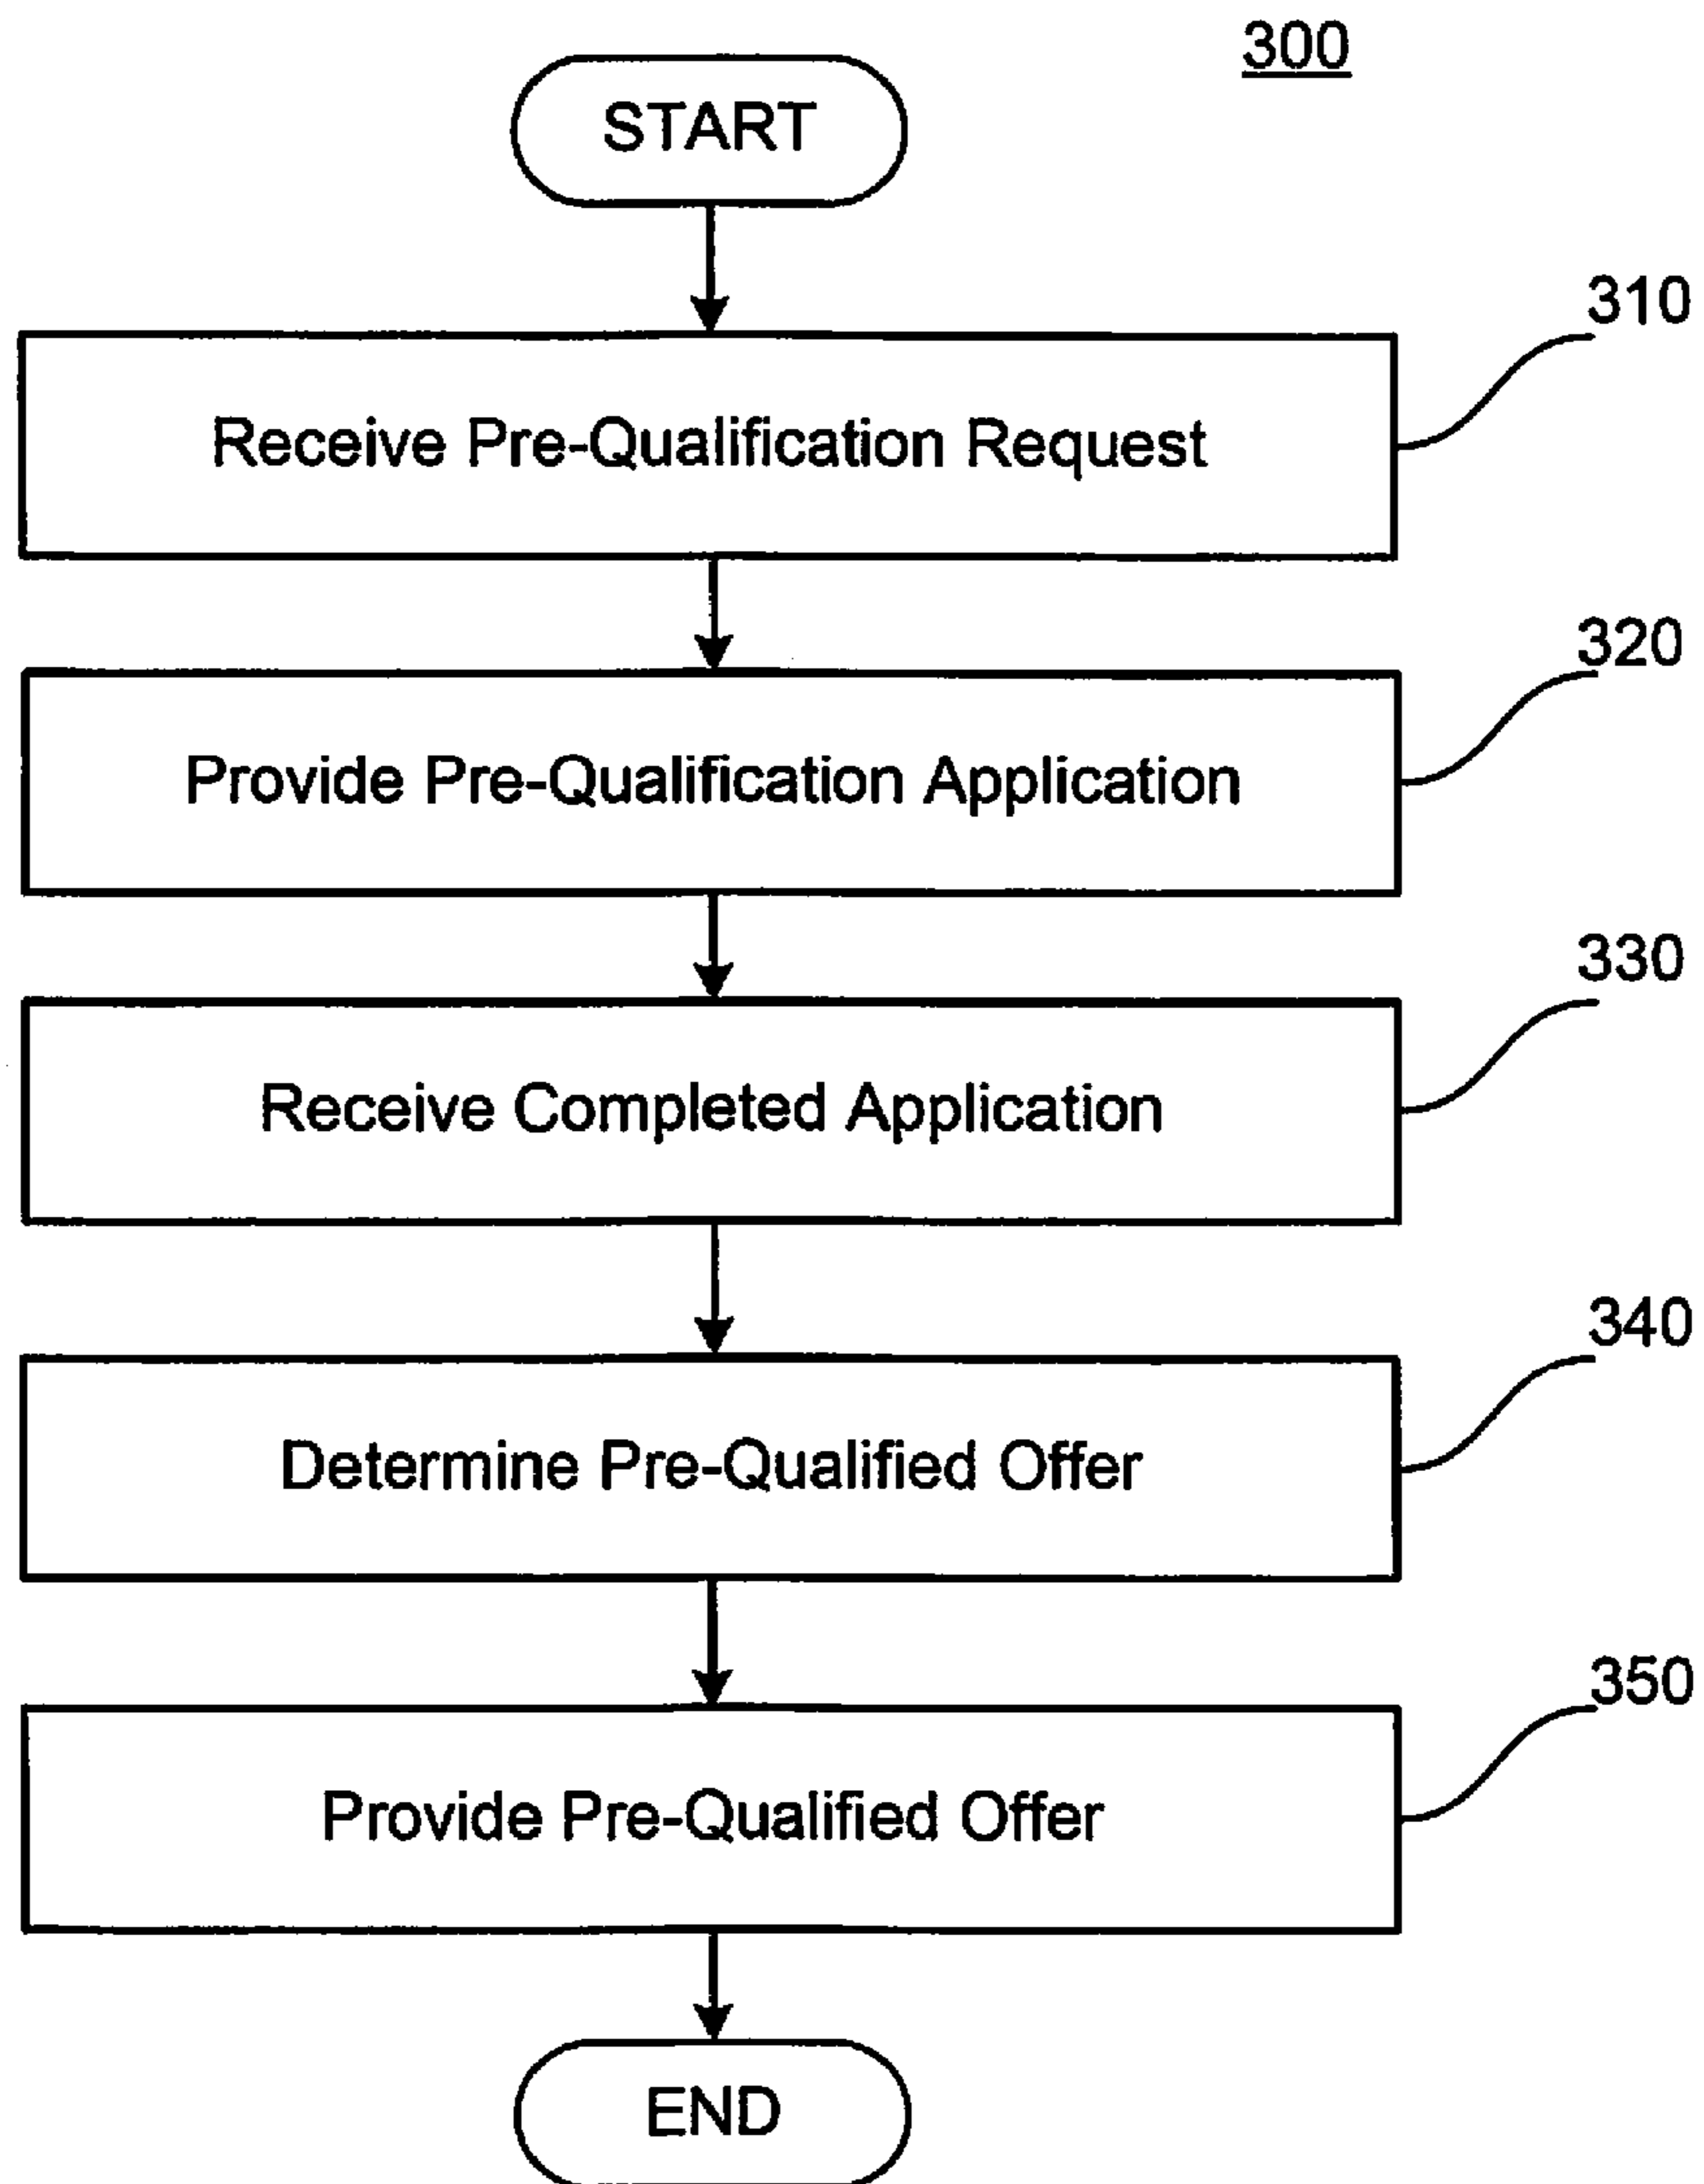 300
START
310
Receive Pre-Qualification Request
320
Provide Pre-Qualification Application
330
Receive Completed Application
340
Determine Pre-Qualified Offer
350
Provide Pre-Qualified Offer
END